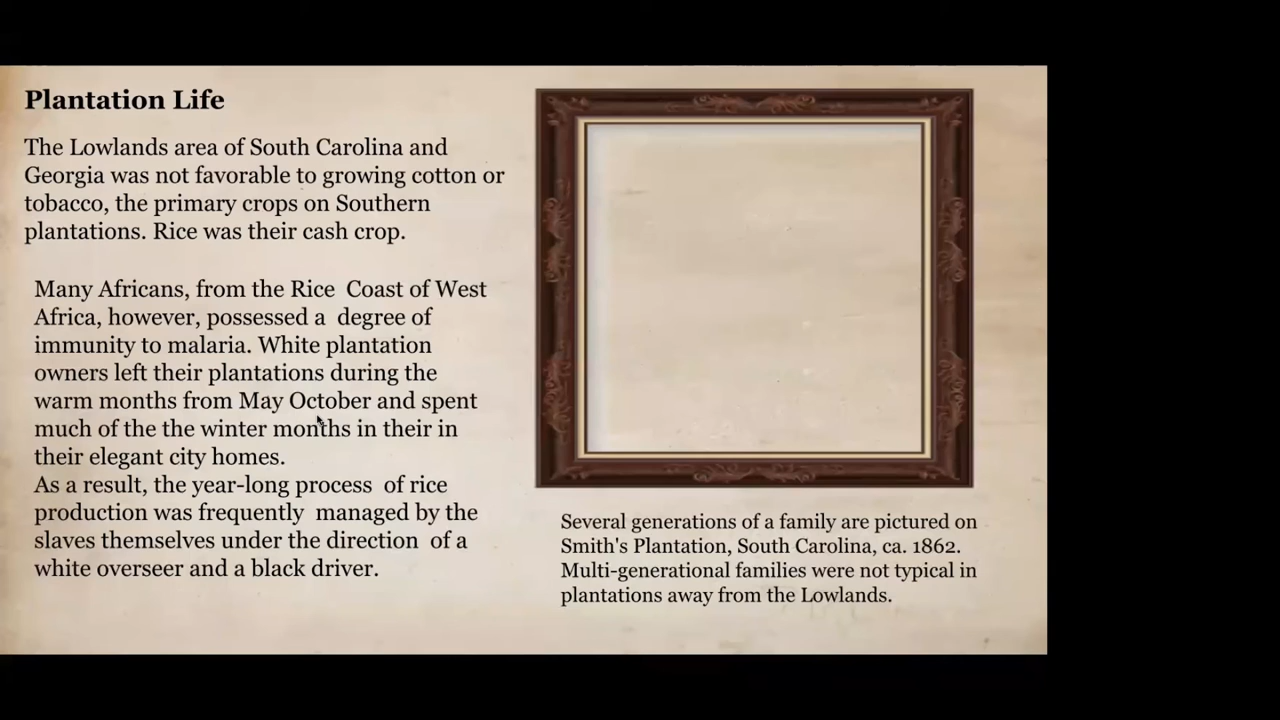 Plantation Life
The Lowlands area of South Carolina and
Georgia was not favorable to growing cotton or
tobacco, the primary crops on Southern
plantations. Rice was their cash crop.
Many Africans, from the Rice Coast of West
Africa, however, possessed a degree of
immunity to malaria. White plantation
owners left their plantations during the
warm months from May October and spent
much of the the winter months in their in
their elegant city homes.
As a result, the year-long process of rice
production was frequently managed by the
slaves themselves under the direction of a
white overseer and a black driver.
Several generations of a family are pictured on
Smith's Plantation, South Carolina, ca. 1862.
Multi-generational families were not typical in
plantations away from the Lowlands.